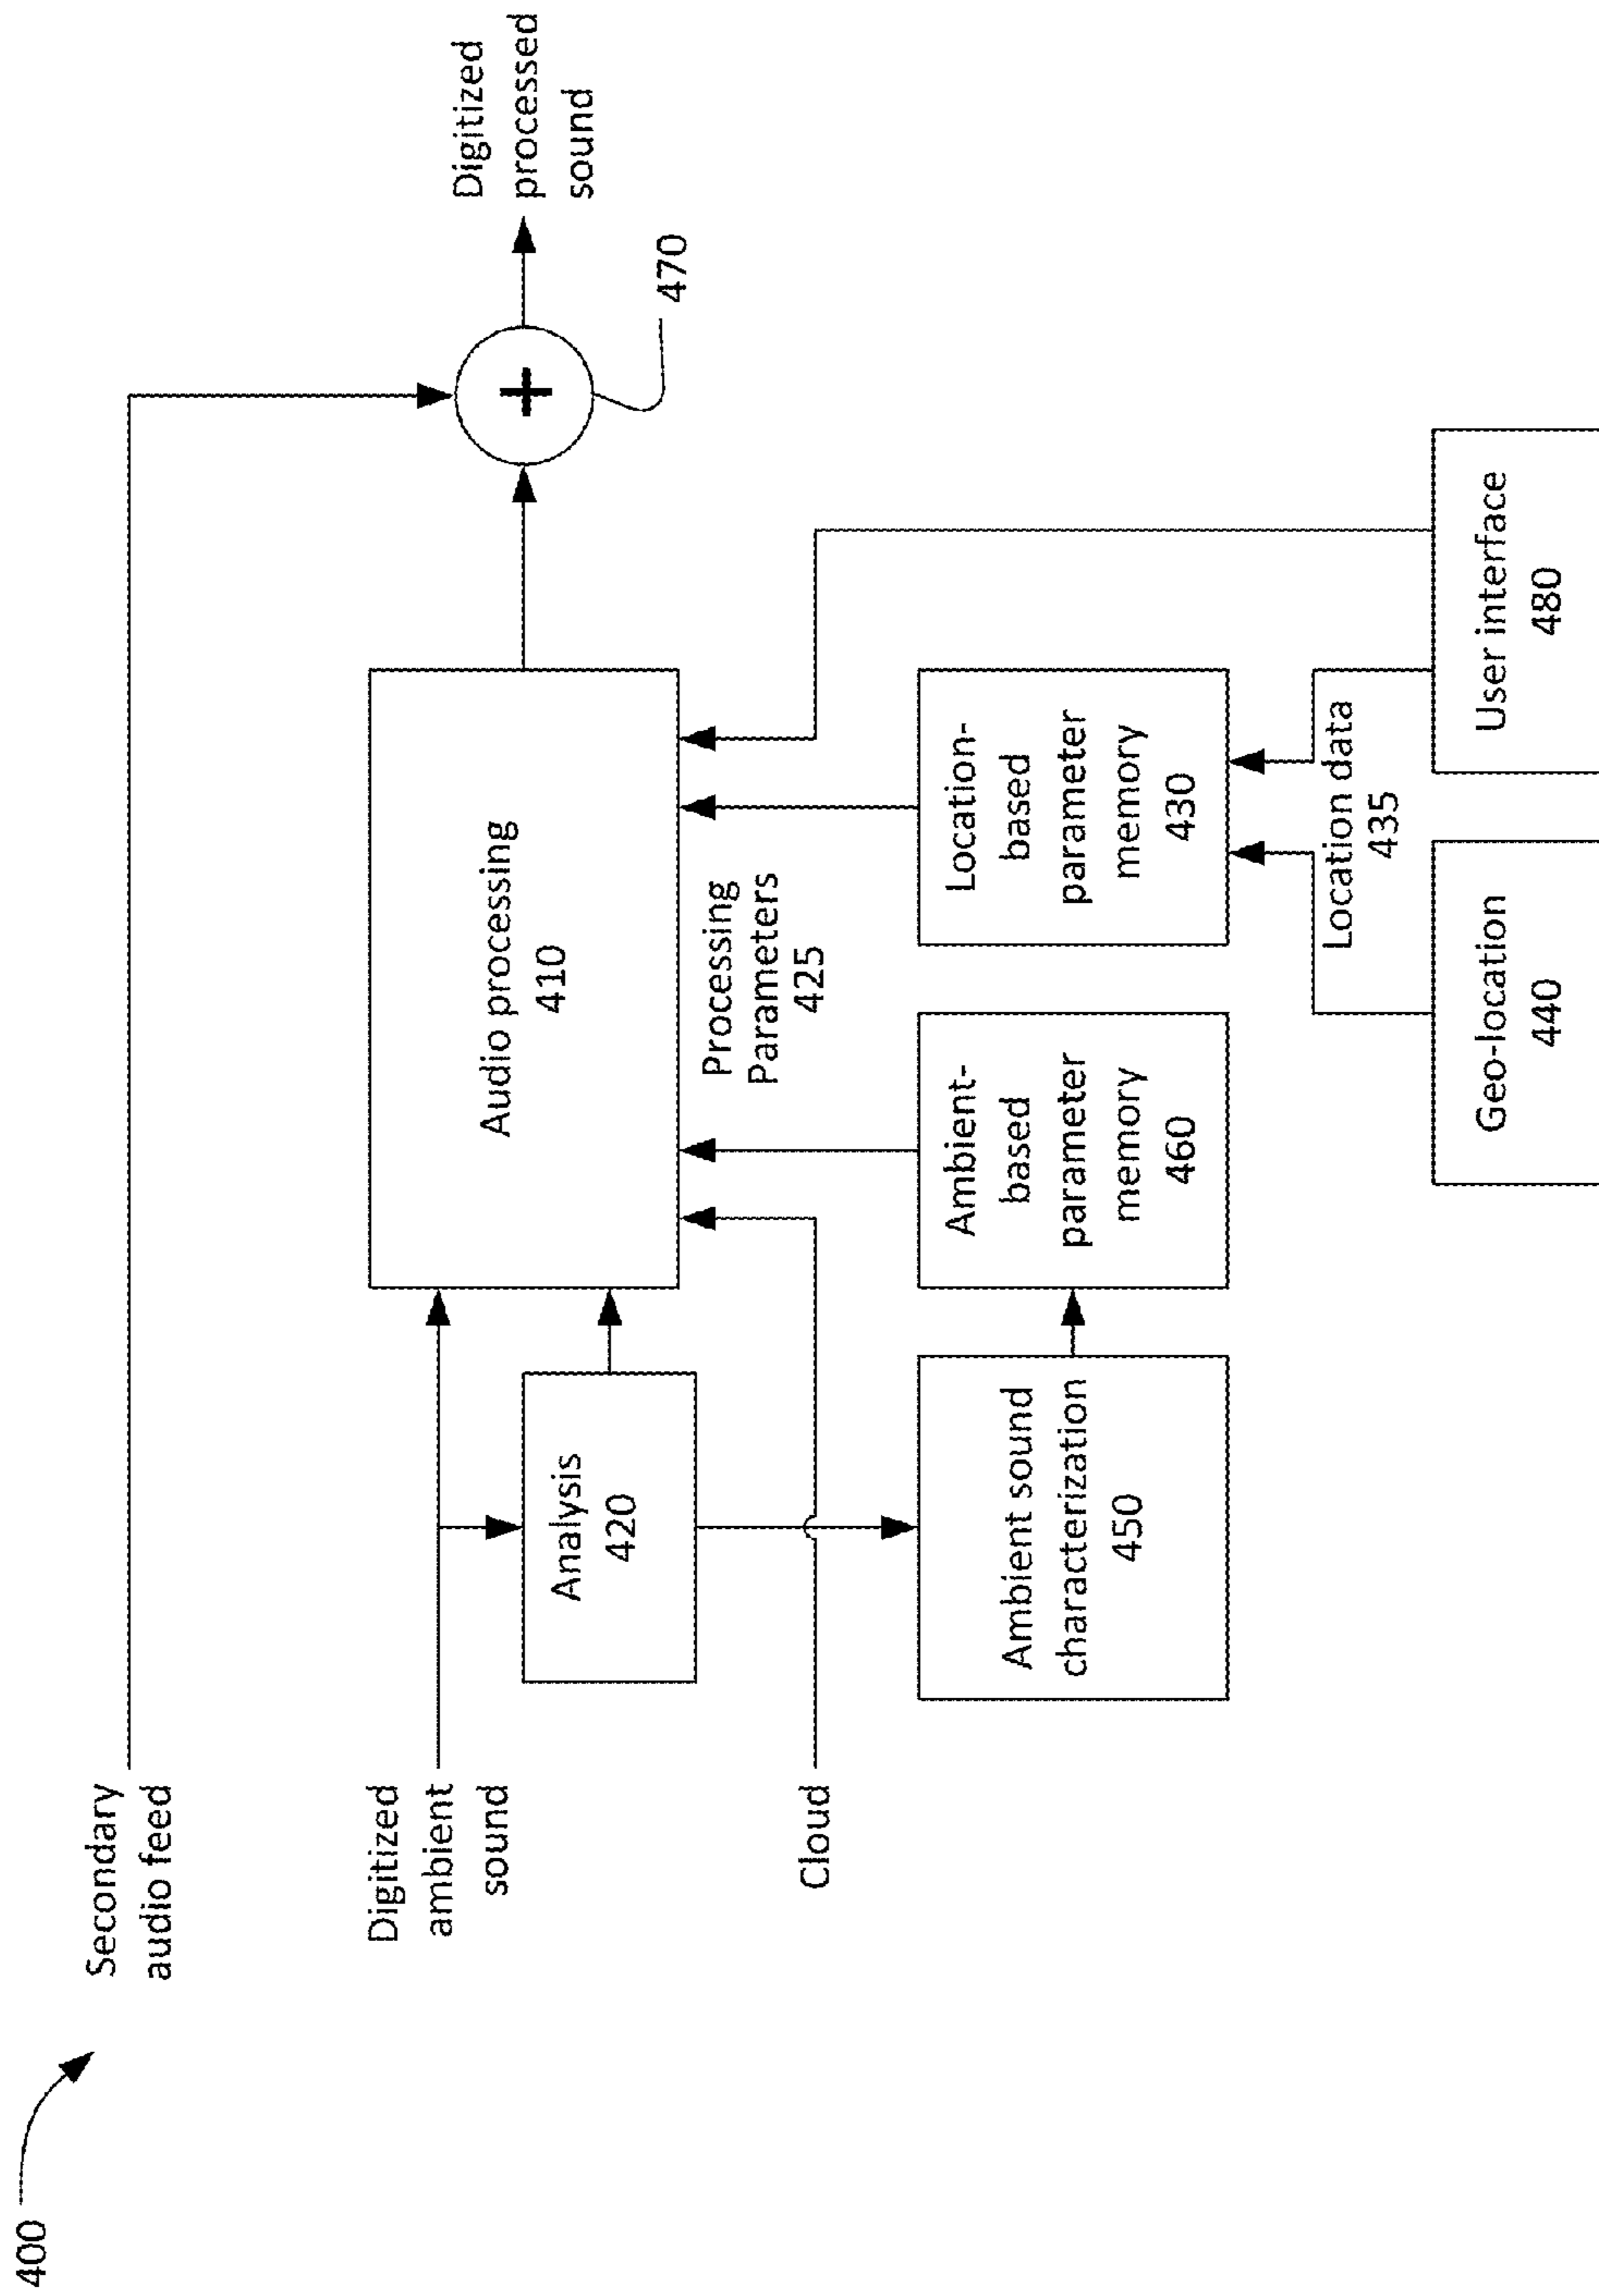 400
Secondary
audio feed
Digitized
ambient
sound
Cloud
Analysis
420
Audio processing
410
+
470
Digitized
processed
sound
Processing
Parameters
425
Ambient sound
characterization
450
Ambient-
based
parameter
memory
460
Location-
based
parameter
memory
430
Location data
435
Geo-location
440
User interface
480